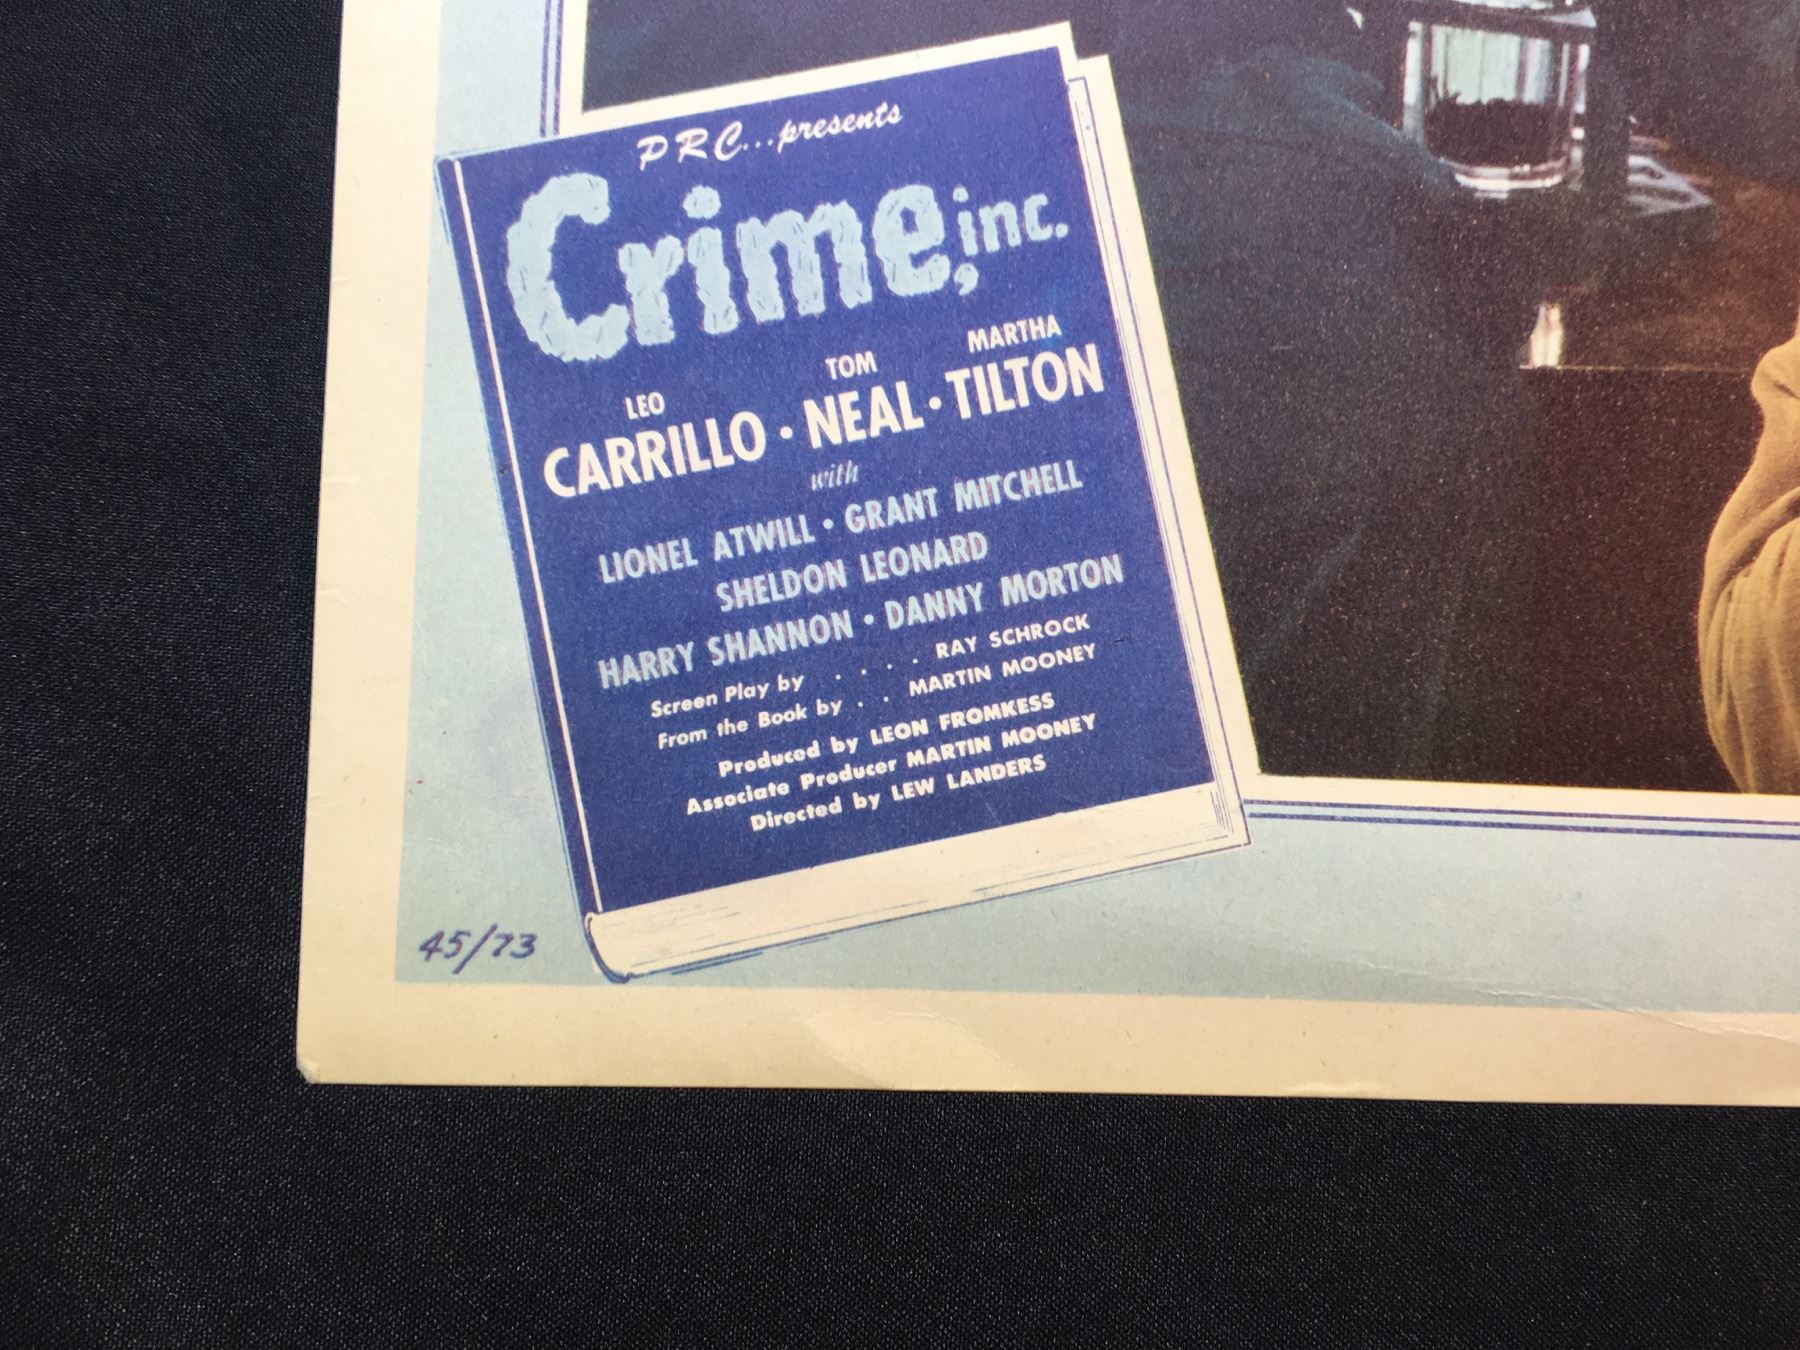 PRC...presents
Crime, inc.
LEO CARRILLO • TOM NEAL • MARTHA TILTON
with
LIONEL ATWILL • GRANT MITCHELL
SHELDON LEONARD
HARRY SHANNON • DANNY MORTON
Screen Play by . . . . RAY SCHROCK
From the Book by . . MARTIN MOONEY
Produced by LEON FROMKESS
Associate Producer MARTIN MOONEY
Directed by LEW LANDERS
45/73